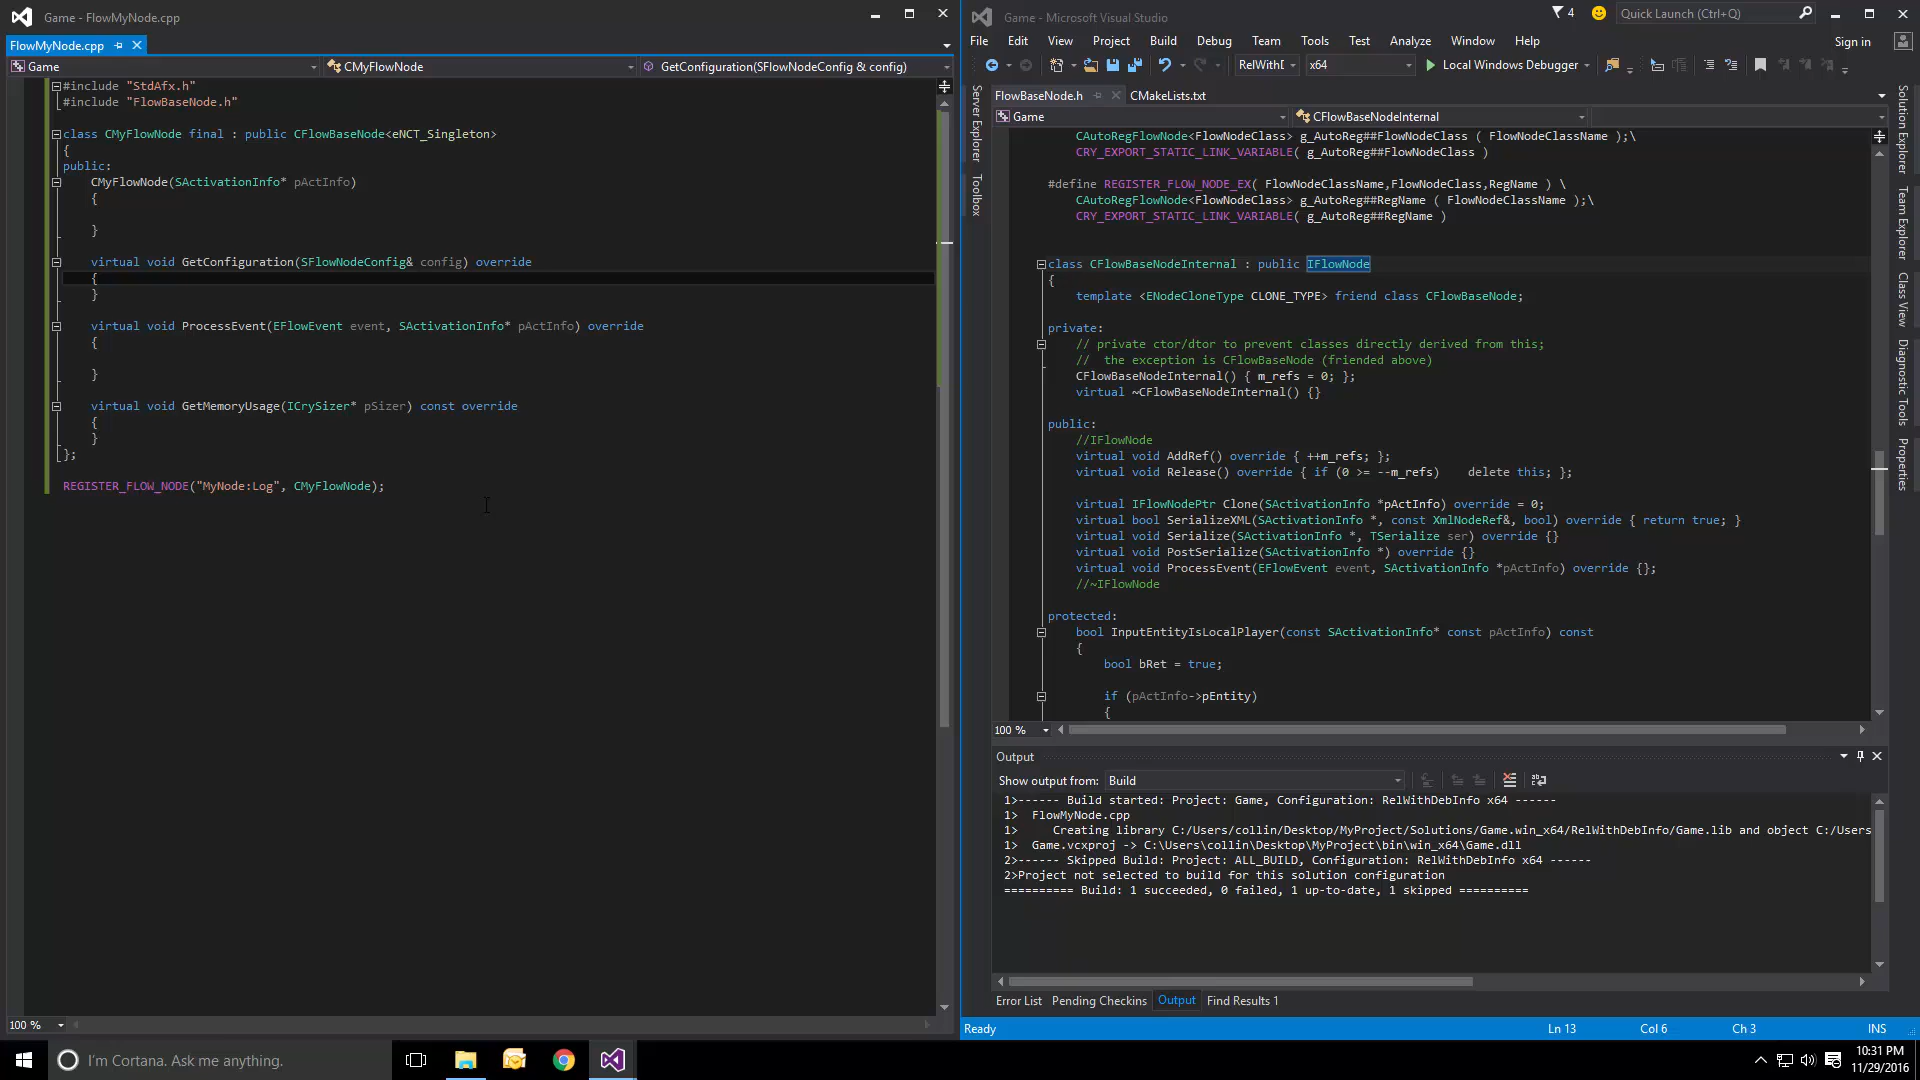 Game - FlowMyNode.cpp
FlowMyNode.cpp
Game
CMyFlowNode
GetConfiguration(SFlowNodeConfig & config)
#include "StdAfx.h"
#include "FlowBaseNode.h"
class CMyFlowNode final : public CFlowBaseNode<eNCT_Singleton>
{
public:
CMyFlowNode(SActivationInfo* pActInfo)
{
}
virtual void GetConfiguration(SFlowNodeConfig& config) override
{
}
virtual void ProcessEvent(EFlowEvent event, SActivationInfo* pActInfo) override
{
}
virtual void GetMemoryUsage(ICrySizer* pSizer) const override
{
}
};
REGISTER_FLOW_NODE("MyNode:Log", CMyFlowNode);
100 %
Game - Microsoft Visual Studio
4
Quick Launch (Ctrl+Q)
File Edit View Project Build Debug Team Tools Test Analyze Window Help
Sign in
RelWithD
x64
Local Windows Debugger
Server Explorer
Toolbox
FlowBaseNode.h
CMakeLists.txt
Game
CFlowBaseNodeInternal
CAutoRegFlowNode<FlowNodeClass> g_AutoReg##FlowNodeClass ( FlowNodeClassName );\
CRY_EXPORT_STATIC_LINK_VARIABLE( g_AutoReg##FlowNodeClass )
#define REGISTER_FLOW_NODE_EX( FlowNodeClassName,FlowNodeClass,RegName ) \
CAutoRegFlowNode<FlowNodeClass> g_AutoReg##RegName ( FlowNodeClassName );\
CRY_EXPORT_STATIC_LINK_VARIABLE( g_AutoReg##RegName )
class CFlowBaseNodeInternal : public IFlowNode
{
template <ENodeCloneType CLONE_TYPE> friend class CFlowBaseNode;
private:
// private ctor/dtor to prevent classes directly derived from this;
//  the exception is CFlowBaseNode (friended above)
CFlowBaseNodeInternal() { m_refs = 0; };
virtual ~CFlowBaseNodeInternal() {}
public:
//IFlowNode
virtual void AddRef() override { ++m_refs; };
virtual void Release() override { if (0 >= --m_refs)    delete this; };
virtual IFlowNodePtr Clone(SActivationInfo *pActInfo) override = 0;
virtual bool SerializeXML(SActivationInfo *, const XmlNodeRef&, bool) override { return true; }
virtual void Serialize(SActivationInfo *, TSerialize ser) override {}
virtual void PostSerialize(SActivationInfo *) override {}
virtual void ProcessEvent(EFlowEvent event, SActivationInfo *pActInfo) override {};
//~IFlowNode
protected:
bool InputEntityIsLocalPlayer(const SActivationInfo* const pActInfo) const
{
bool bRet = true;
if (pActInfo->pEntity)
{
100 %
Output
Show output from: Build
1>------ Build started: Project: Game, Configuration: RelWithDebInfo x64 ------
1>  FlowMyNode.cpp
1>     Creating library C:/Users/collin/Desktop/MyProject/Solutions/Game.win_x64/RelWithDebInfo/Game.lib and object C:/Users
1>  Game.vcxproj -> C:\Users\collin\Desktop\MyProject\bin\win_x64\Game.dll
2>------ Skipped Build: Project: ALL_BUILD, Configuration: RelWithDebInfo x64 ------
2>Project not selected to build for this solution configuration
========== Build: 1 succeeded, 0 failed, 1 up-to-date, 1 skipped ==========
Error List Pending Checkins Output Find Results 1
Solution Explorer
Team Explorer
Class View
Diagnostic Tools
Properties
Ready
Ln 13
Col 6
Ch 3
INS
I'm Cortana. Ask me anything.
10:31 PM
11/29/2016